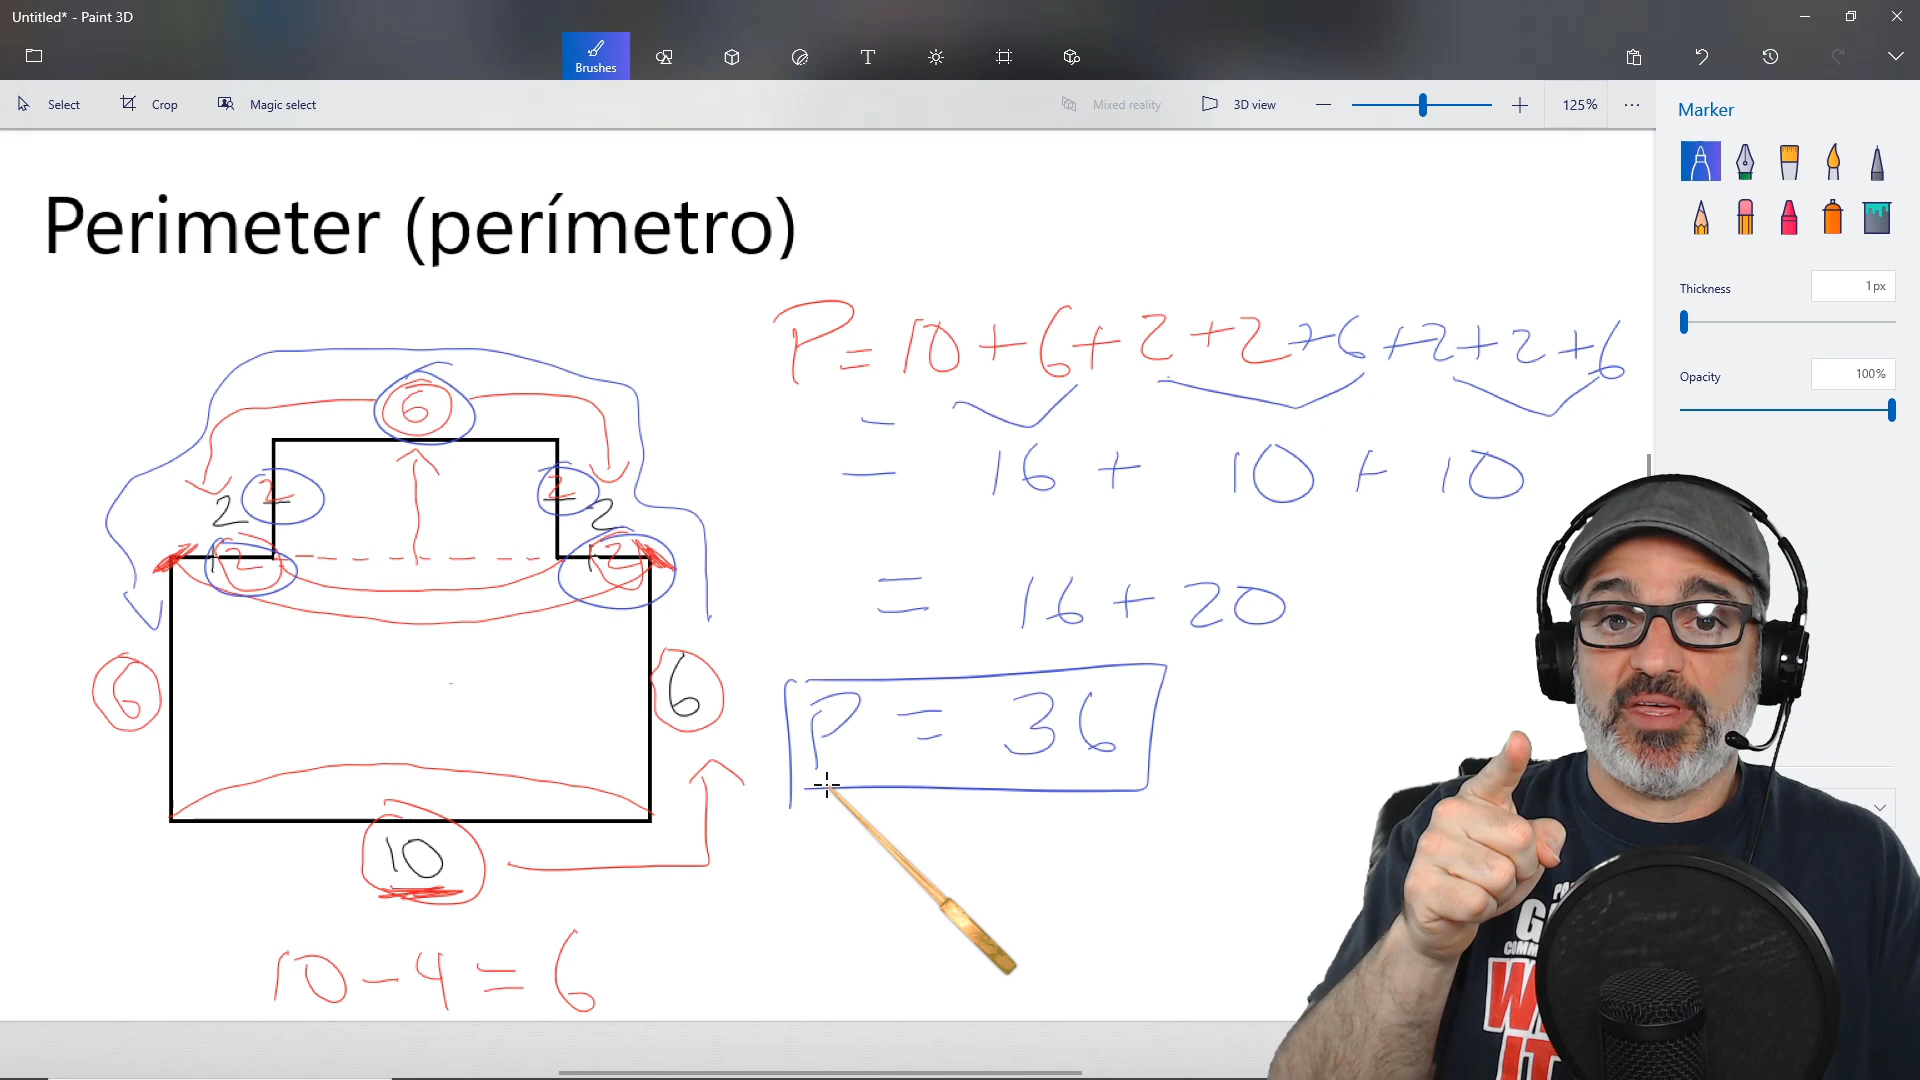 Untitled* - Paint 3D
Brushes
Select Crop Magic select Mixed reality 3D view 125%
Marker
Thickness 1px
Opacity 100%
Perimeter (perímetro)
P = 10 + 6 + 2 + 2 + 6 + 2 + 2 + 6
= 16 + 10 + 10
= 16 + 20
P = 36
6
2 2 2 2
2 2
6 6
10
10 - 4 = 6